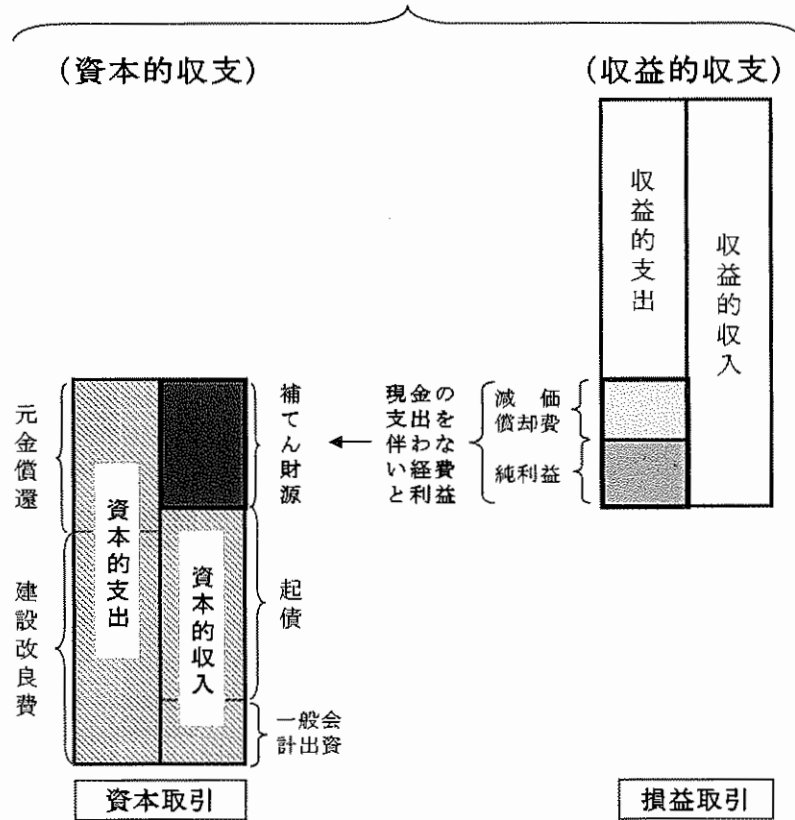 (資本的収支)
(収益的収支)
収益的支出
収益的収入
元金償還
建設改良費
資本的支出
資本的収入
補てん財源
起債
一般会
計出資
現金の
支出を
伴わな
い経費
と利益
減価
償却費
純利益
資本取引
損益取引